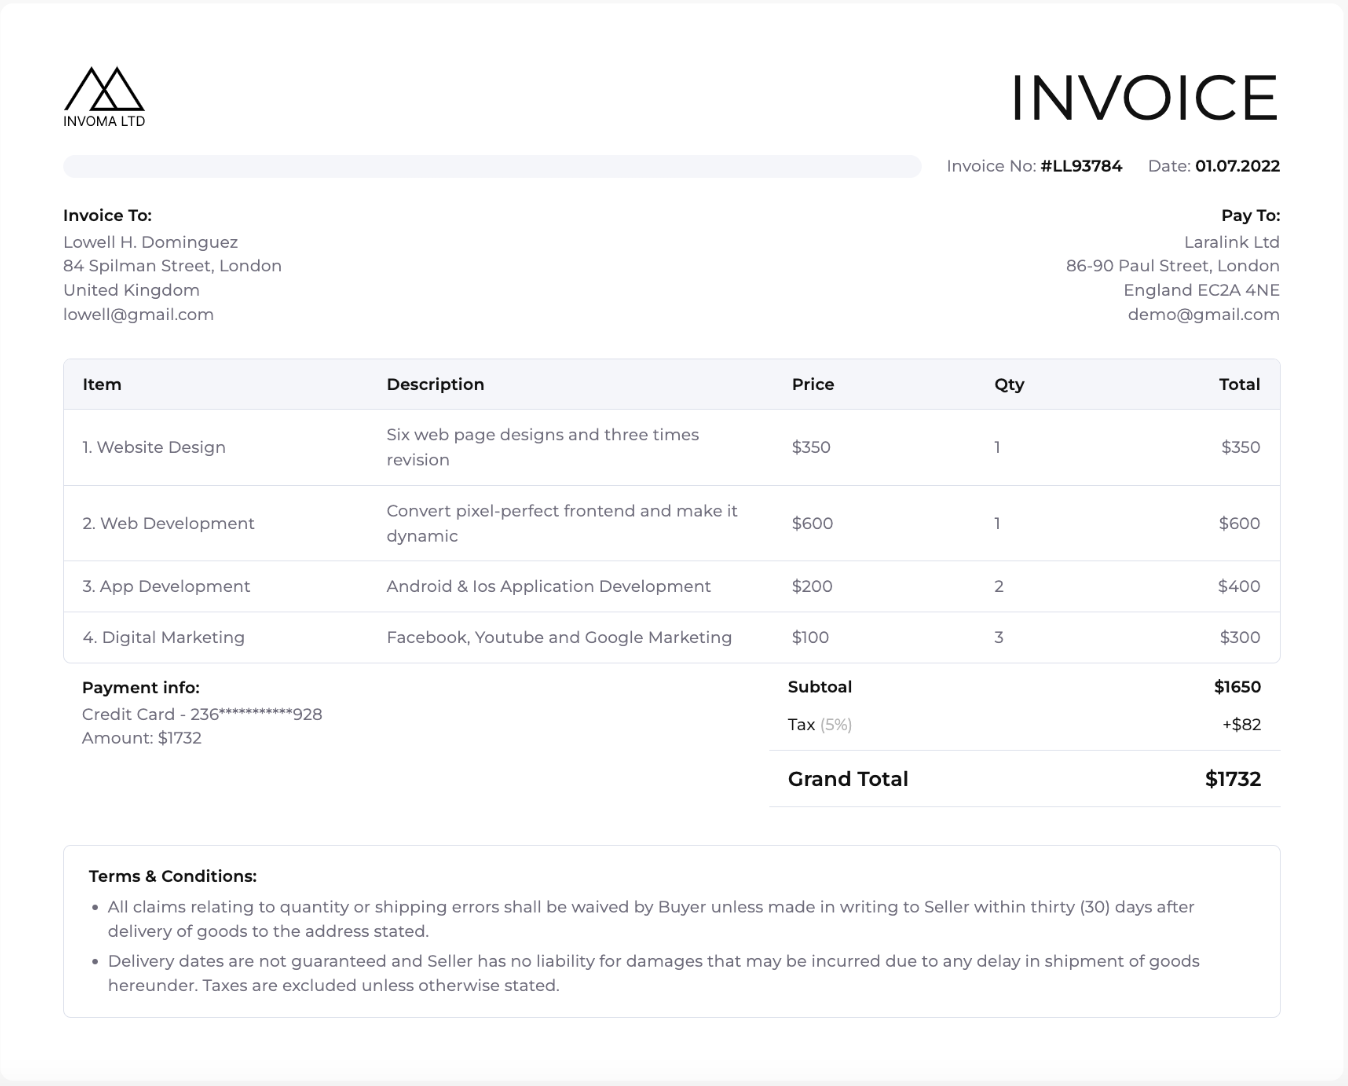 INVOMA LTD
INVOICE
Invoice No: #LL93784 Date: 01.07.2022
Invoice To:
Lowell H. Dominguez
84 Spilman Street, London
United Kingdom
lowell@gmail.com
Pay To:
Laralink Ltd
86-90 Paul Street, London
England EC2A 4NE
demo@gmail.com
Item Description Price Qty Total
1. Website Design Six web page designs and three times
revision $350 1 $350
2. Web Development Convert pixel-perfect frontend and make it
dynamic $600 1 $600
3. App Development Android & Ios Application Development $200 2 $400
4. Digital Marketing Facebook, Youtube and Google Marketing $100 3 $300
Payment info:
Credit Card - 236***********928
Amount: $1732
Subtoal $1650
Tax (5%) +$82
Grand Total $1732
Terms & Conditions:
• All claims relating to quantity or shipping errors shall be waived by Buyer unless made in writing to Seller within thirty (30) days after
delivery of goods to the address stated.
• Delivery dates are not guaranteed and Seller has no liability for damages that may be incurred due to any delay in shipment of goods
hereunder. Taxes are excluded unless otherwise stated.